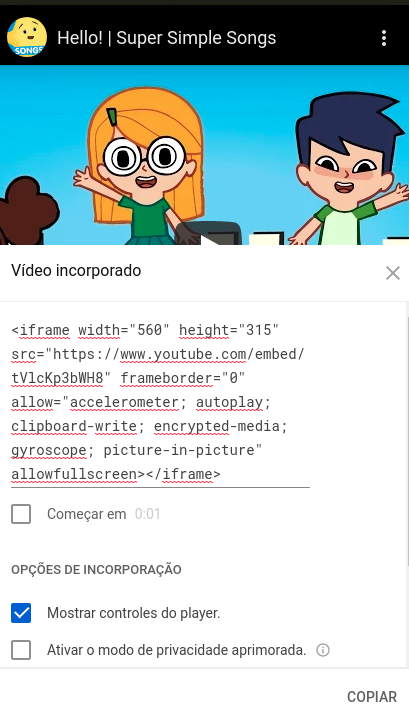 SONGS
Hello! | Super Simple Songs
Vídeo incorporado
<iframe width="560" height="315"
src="https://www.youtube.com/embed/
tVlcKp3bWH8" frameborder="0"
allow="accelerometer; autoplay;
clipboard-write; encrypted-media;
gyroscope; picture-in-picture"
allowfullscreen></iframe>
Começar em 0:01
OPÇÕES DE INCORPORAÇÃO
Mostrar controles do player.
Ativar o modo de privacidade aprimorada.
COPIAR